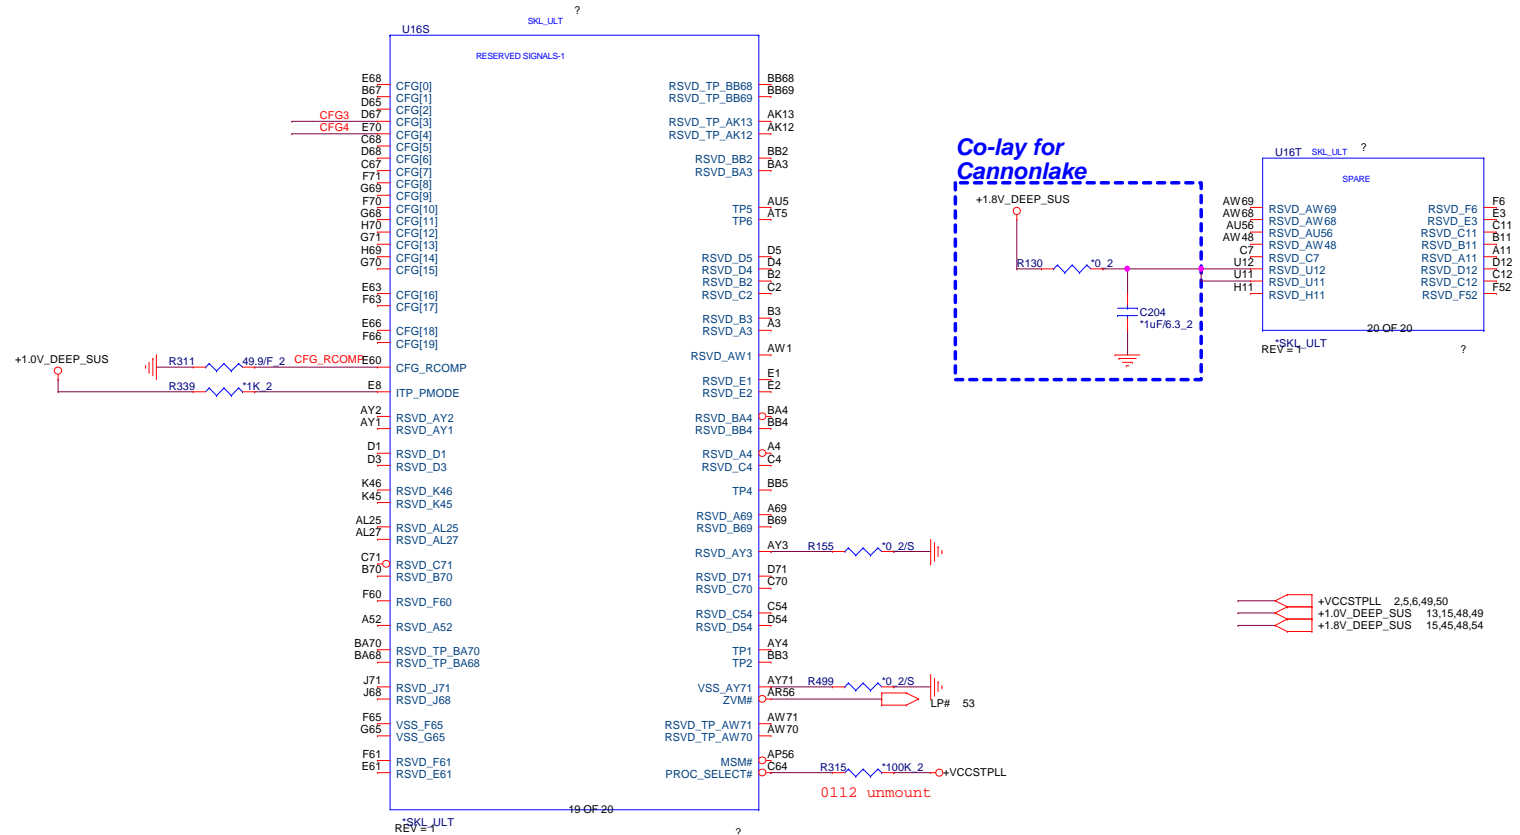 ?
SKL_ULT
U16S
RESERVED SIGNALS-1
E68 CFG[0]
B67 CFG[1]
D65 CFG[2]
CFG3 D67 CFG[3]
CFG4 E70 CFG[4]
C68 CFG[5]
D68 CFG[6]
C67 CFG[7]
F71 CFG[8]
G69 CFG[9]
F70 CFG[10]
G68 CFG[11]
H70 CFG[12]
G71 CFG[13]
H69 CFG[14]
G70 CFG[15]
E63 CFG[16]
F63 CFG[17]
E66 CFG[18]
F66 CFG[19]
+1.0V_DEEP_SUS
R311 49.9/F_2 CFG_RCOMP E60 CFG_RCOMP
R339 *1K_2 E8 ITP_PMODE
AY2 RSVD_AY2
AY1 RSVD_AY1
D1 RSVD_D1
D3 RSVD_D3
K46 RSVD_K46
K45 RSVD_K45
AL25 RSVD_AL25
AL27 RSVD_AL27
C71 RSVD_C71
B70 RSVD_B70
F60 RSVD_F60
A52 RSVD_A52
BA70 RSVD_TP_BA70
BA68 RSVD_TP_BA68
J71 RSVD_J71
J68 RSVD_J68
F65 VSS_F65
G65 VSS_G65
F61 RSVD_F61
E61 RSVD_E61
RSVD_TP_BB68 BB68
RSVD_TP_BB69 BB69
RSVD_TP_AK13 AK13
RSVD_TP_AK12 AK12
RSVD_BB2 BB2
RSVD_BA3 BA3
TP5 AU5
TP6 AT5
RSVD_D5 D5
RSVD_D4 D4
RSVD_B2 B2
RSVD_C2 C2
RSVD_B3 B3
RSVD_A3 A3
RSVD_AW1 AW1
RSVD_E1 E1
RSVD_E2 E2
RSVD_BA4 BA4
RSVD_BB4 BB4
RSVD_A4 A4
RSVD_C4 C4
TP4 BB5
RSVD_A69 A69
RSVD_B69 B69
RSVD_AY3 AY3 R155 *0_2/S
RSVD_D71 D71
RSVD_C70 C70
RSVD_C54 C54
RSVD_D54 D54
TP1 AY4
TP2 BB3
VSS_AY71 AY71 R499 *0_2/S
ZVM# AR56 LP# 53
RSVD_TP_AW71 AW71
RSVD_TP_AW70 AW70
MSM# AP56
PROC_SELECT# C64 R315 *100K_2 +VCCSTPLL
0112 unmount
19 OF 20
*SKL_ULT
REV = 1
?
Co-lay for
Cannonlake
+1.8V_DEEP_SUS
R130 *0_2
C204
*1uF/6.3_2
U16T SKL_ULT ?
SPARE
AW69 RSVD_AW69 RSVD_F6 F6
AW68 RSVD_AW68 RSVD_E3 E3
AU56 RSVD_AU56 RSVD_C11 C11
AW48 RSVD_AW48 RSVD_B11 B11
C7 RSVD_C7 RSVD_A11 A11
U12 RSVD_U12 RSVD_D12 D12
U11 RSVD_U11 RSVD_C12 C12
H11 RSVD_H11 RSVD_F52 F52
20 OF 20
*SKL_ULT
REV = 1
?
+VCCSTPLL 2,5,6,49,50
+1.0V_DEEP_SUS 13,15,48,49
+1.8V_DEEP_SUS 15,45,48,54